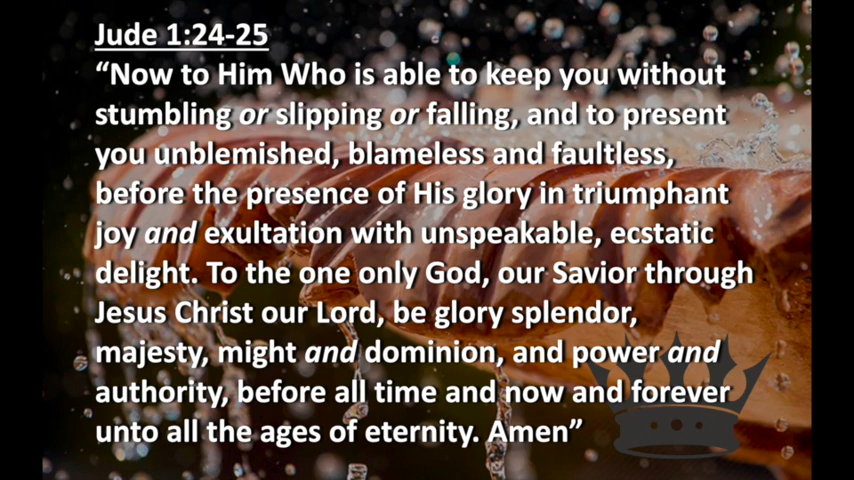 Jude 1:24-25
“Now to Him Who is able to keep you without
stumbling or slipping or falling, and to present
you unblemished, blameless and faultless,
before the presence of His glory in triumphant
joy and exultation with unspeakable, ecstatic
delight. To the one only God, our Savior through
Jesus Christ our Lord, be glory splendor,
majesty, might and dominion, and power and
authority, before all time and now and forever
unto all the ages of eternity. Amen”